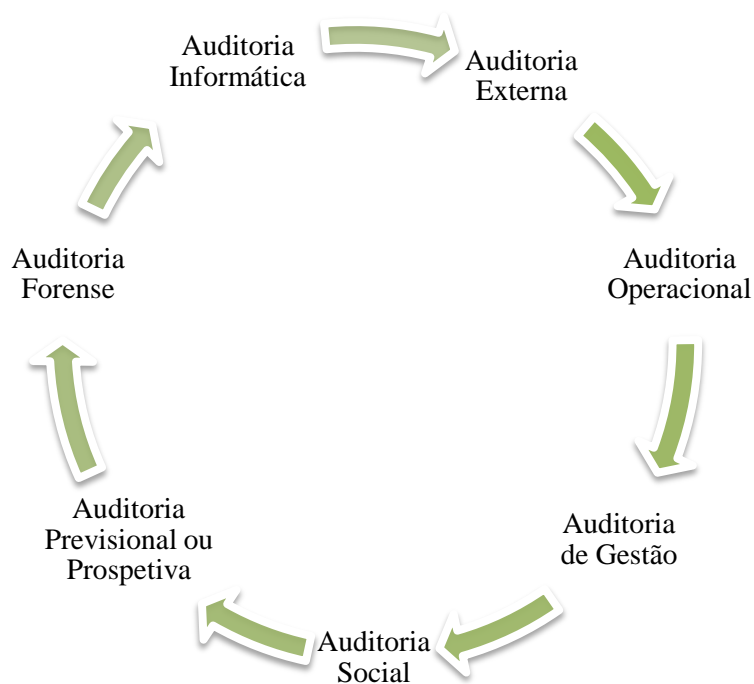 Auditoria
Informática
Auditoria
Externa
Auditoria
Operacional
Auditoria
de Gestão
Auditoria
Social
Auditoria
Previsional ou
Prospetiva
Auditoria
Forense